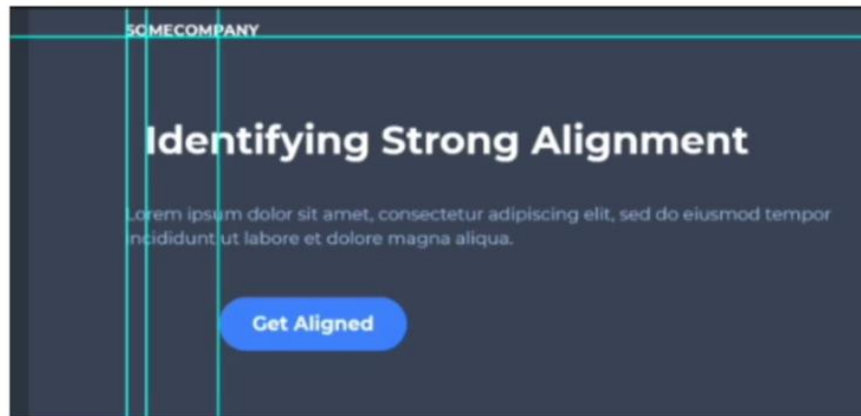 SOMECOMPANY
Identifying Strong Alignment
Lorem ipsum dolor sit amet, consectetur adipiscing elit, sed do eiusmod tempor
incididunt ut labore et dolore magna aliqua.
Get Aligned